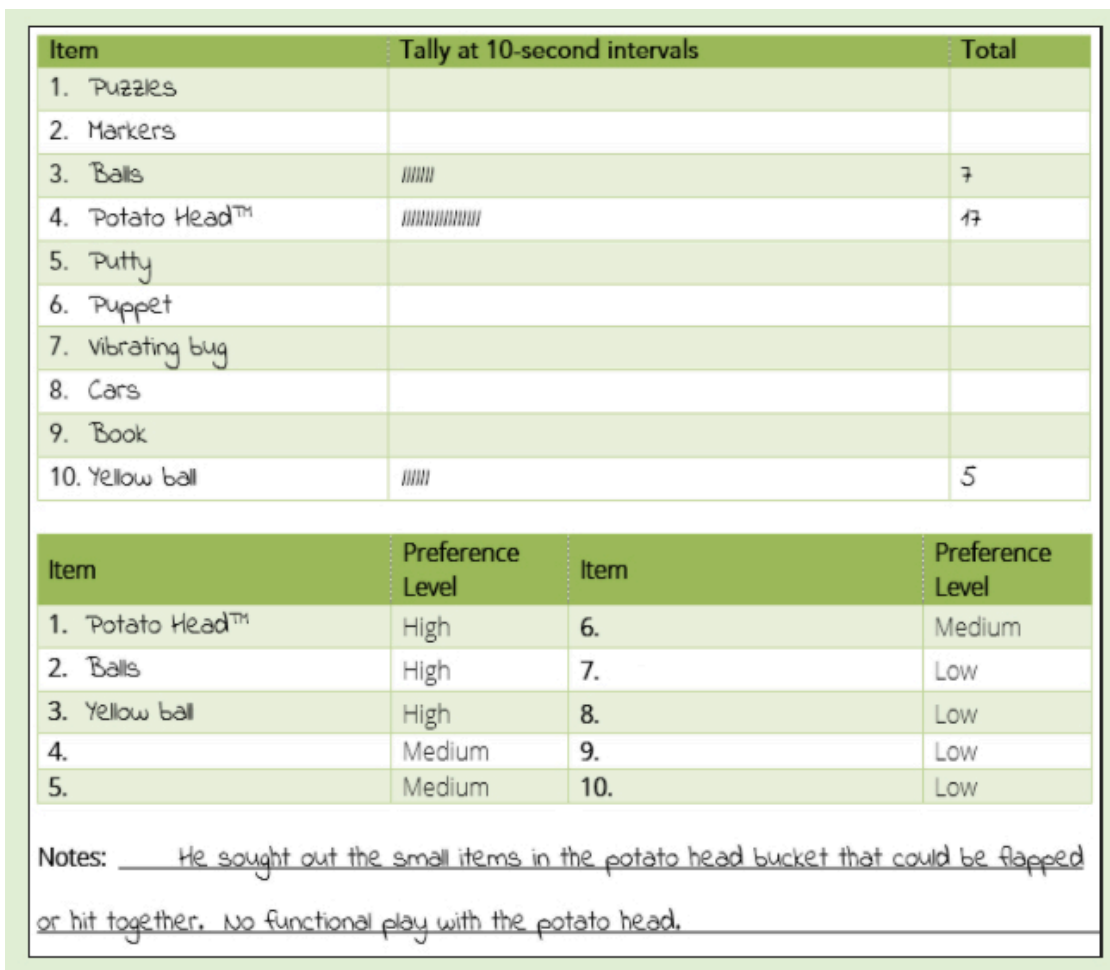 Item Tally at 10-second intervals Total
1. Puzzles
2. Markers
3. Balls /////// 7
4. Potato Head™ ///////////////// 17
5. Putty
6. Puppet
7. Vibrating bug
8. Cars
9. Book
10. Yellow ball ////// 5
Item Preference Level Item Preference Level
1. Potato Head™ High 6. Medium
2. Balls High 7. Low
3. Yellow ball High 8. Low
4. Medium 9. Low
5. Medium 10. Low
Notes: He sought out the small items in the potato head bucket that could be flapped
or hit together. No functional play with the potato head.